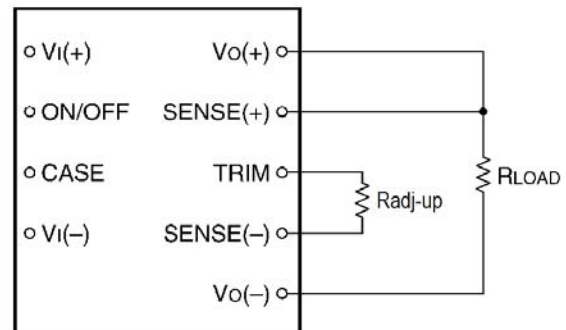 VI(+)
ON/OFF
CASE
VI(–)
VO(+)
SENSE(+)
TRIM
SENSE(–)
VO(–)
Radj-up
RLOAD